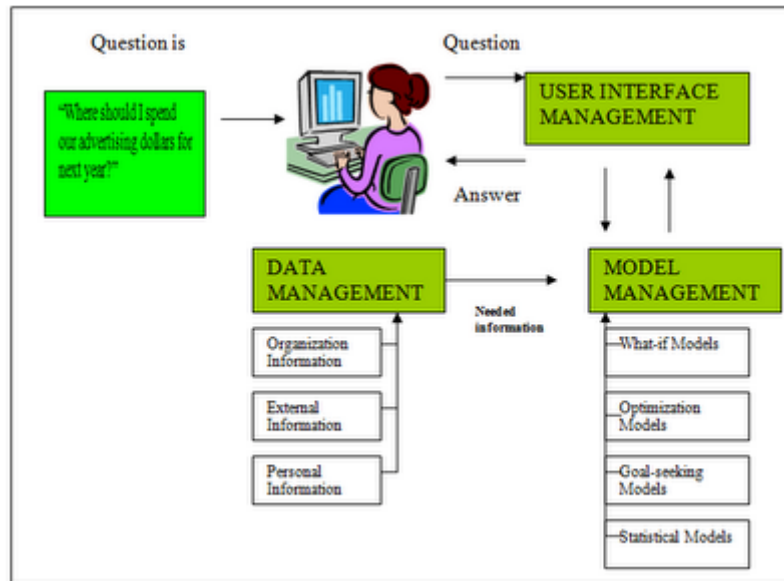 Question is
Question
"Where should I spend
our advertising dollars for
next year?"
USER INTERFACE
MANAGEMENT
Answer
DATA
MANAGEMENT
Needed
information
MODEL
MANAGEMENT
Organization
Information
External
Information
Personal
Information
What-if Models
Optimization
Models
Goal-seeking
Models
Statistical Models